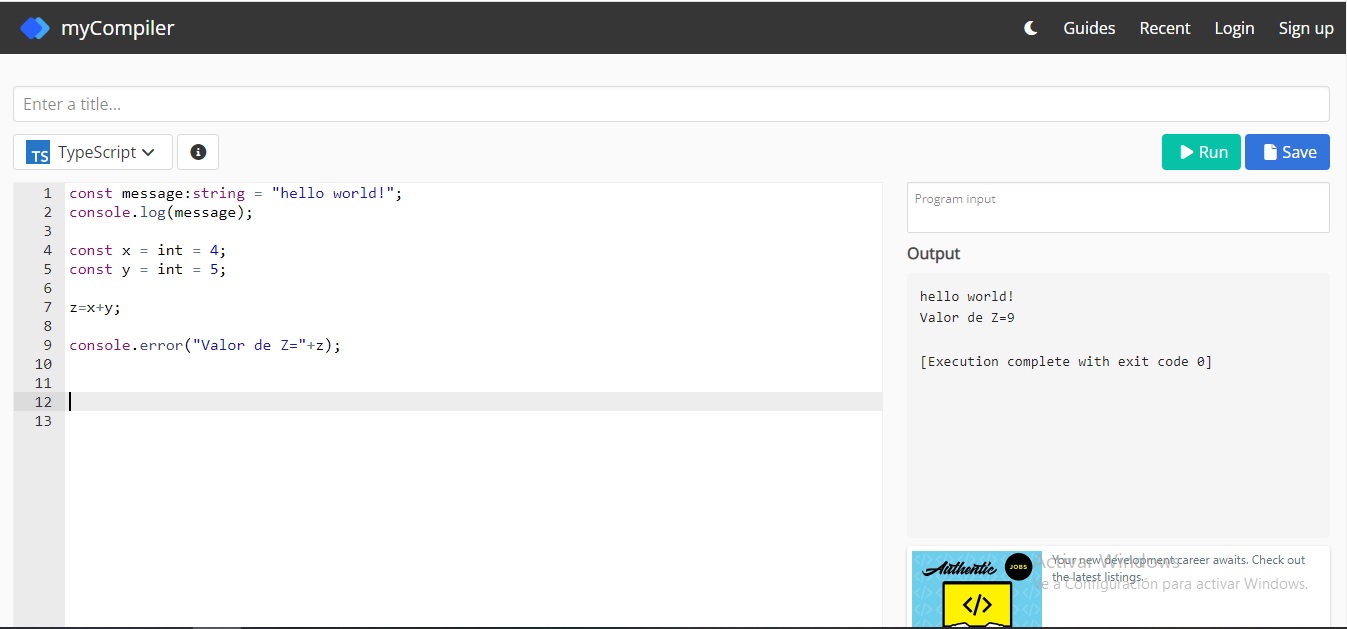 myCompiler
Guides Recent Login Sign up
Enter a title...
TS TypeScript
Run Save
1 const message:string = "hello world!";
2 console.log(message);
3
4 const x = int = 4;
5 const y = int = 5;
6
7 z=x+y;
8
9 console.error("Valor de Z="+z);
10
11
12
13
Program input
Output
hello world!
Valor de Z=9
[Execution complete with exit code 0]
Authentic JOBS
</>
Your new development career awaits. Check out
the latest listings.
Activar Windows
Ve a Configuración para activar Windows.